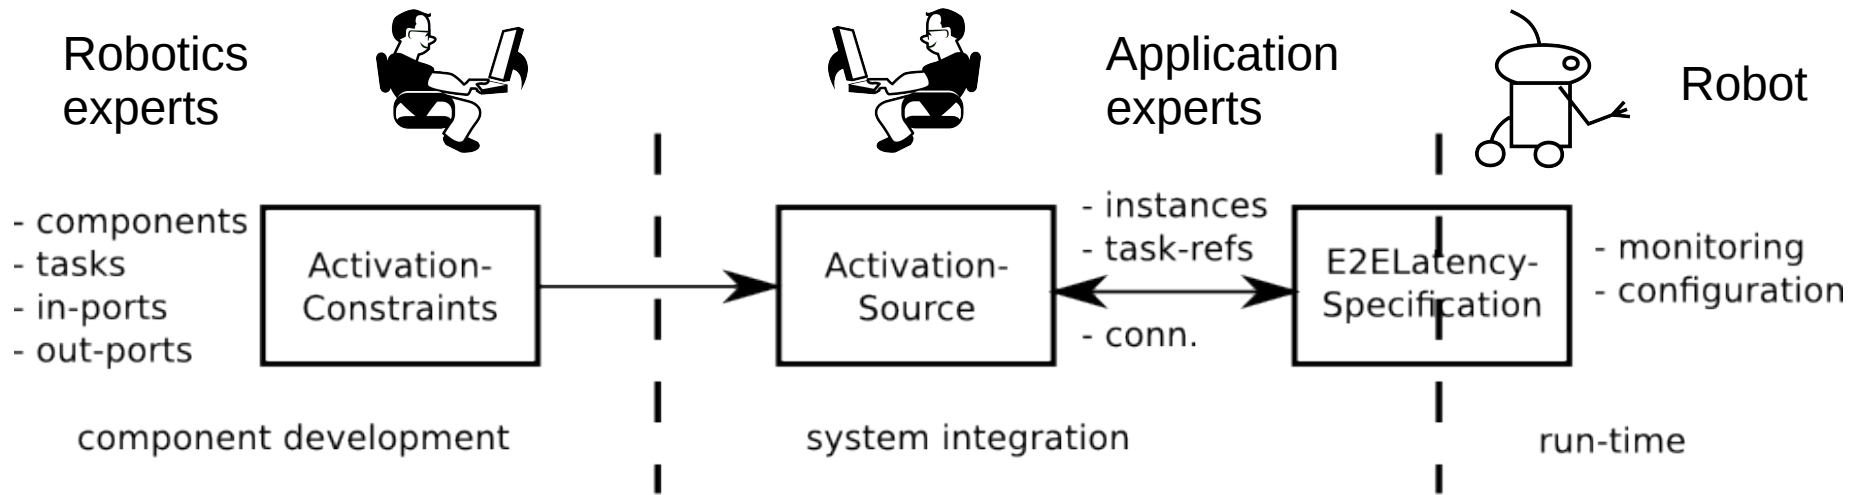 Robotics
experts
Application
experts
Robot
- components
- tasks
- in-ports
- out-ports
Activation-
Constraints
Activation-
Source
- instances
- task-refs
- conn.
E2ELatency-
Specification
- monitoring
- configuration
component development
system integration
run-time